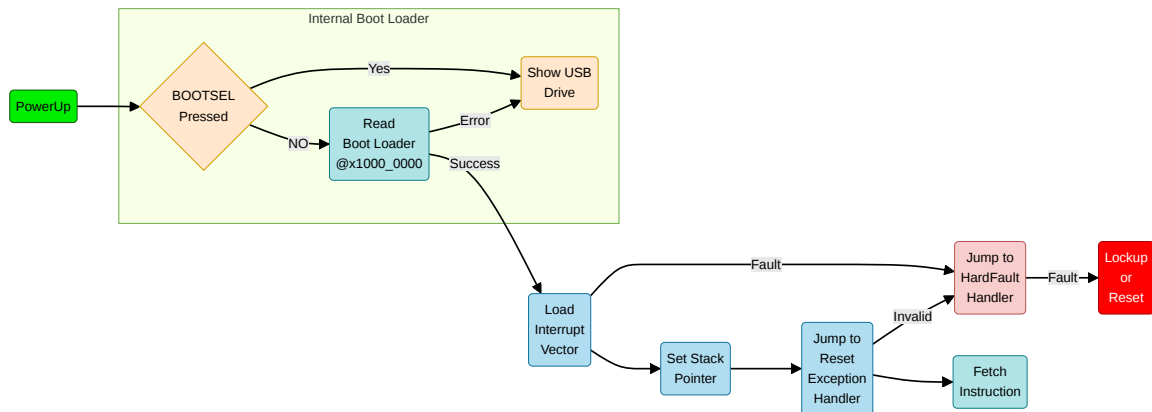 Internal Boot Loader
PowerUp
BOOTSEL
Pressed
Yes
Show USB
Drive
NO
Read
Boot Loader
@x1000_0000
Error
Success
Load
Interrupt
Vector
Fault
Set Stack
Pointer
Jump to
Reset
Exception
Handler
Invalid
Jump to
HardFault
Handler
Fault
Lockup
or
Reset
Fetch
Instruction